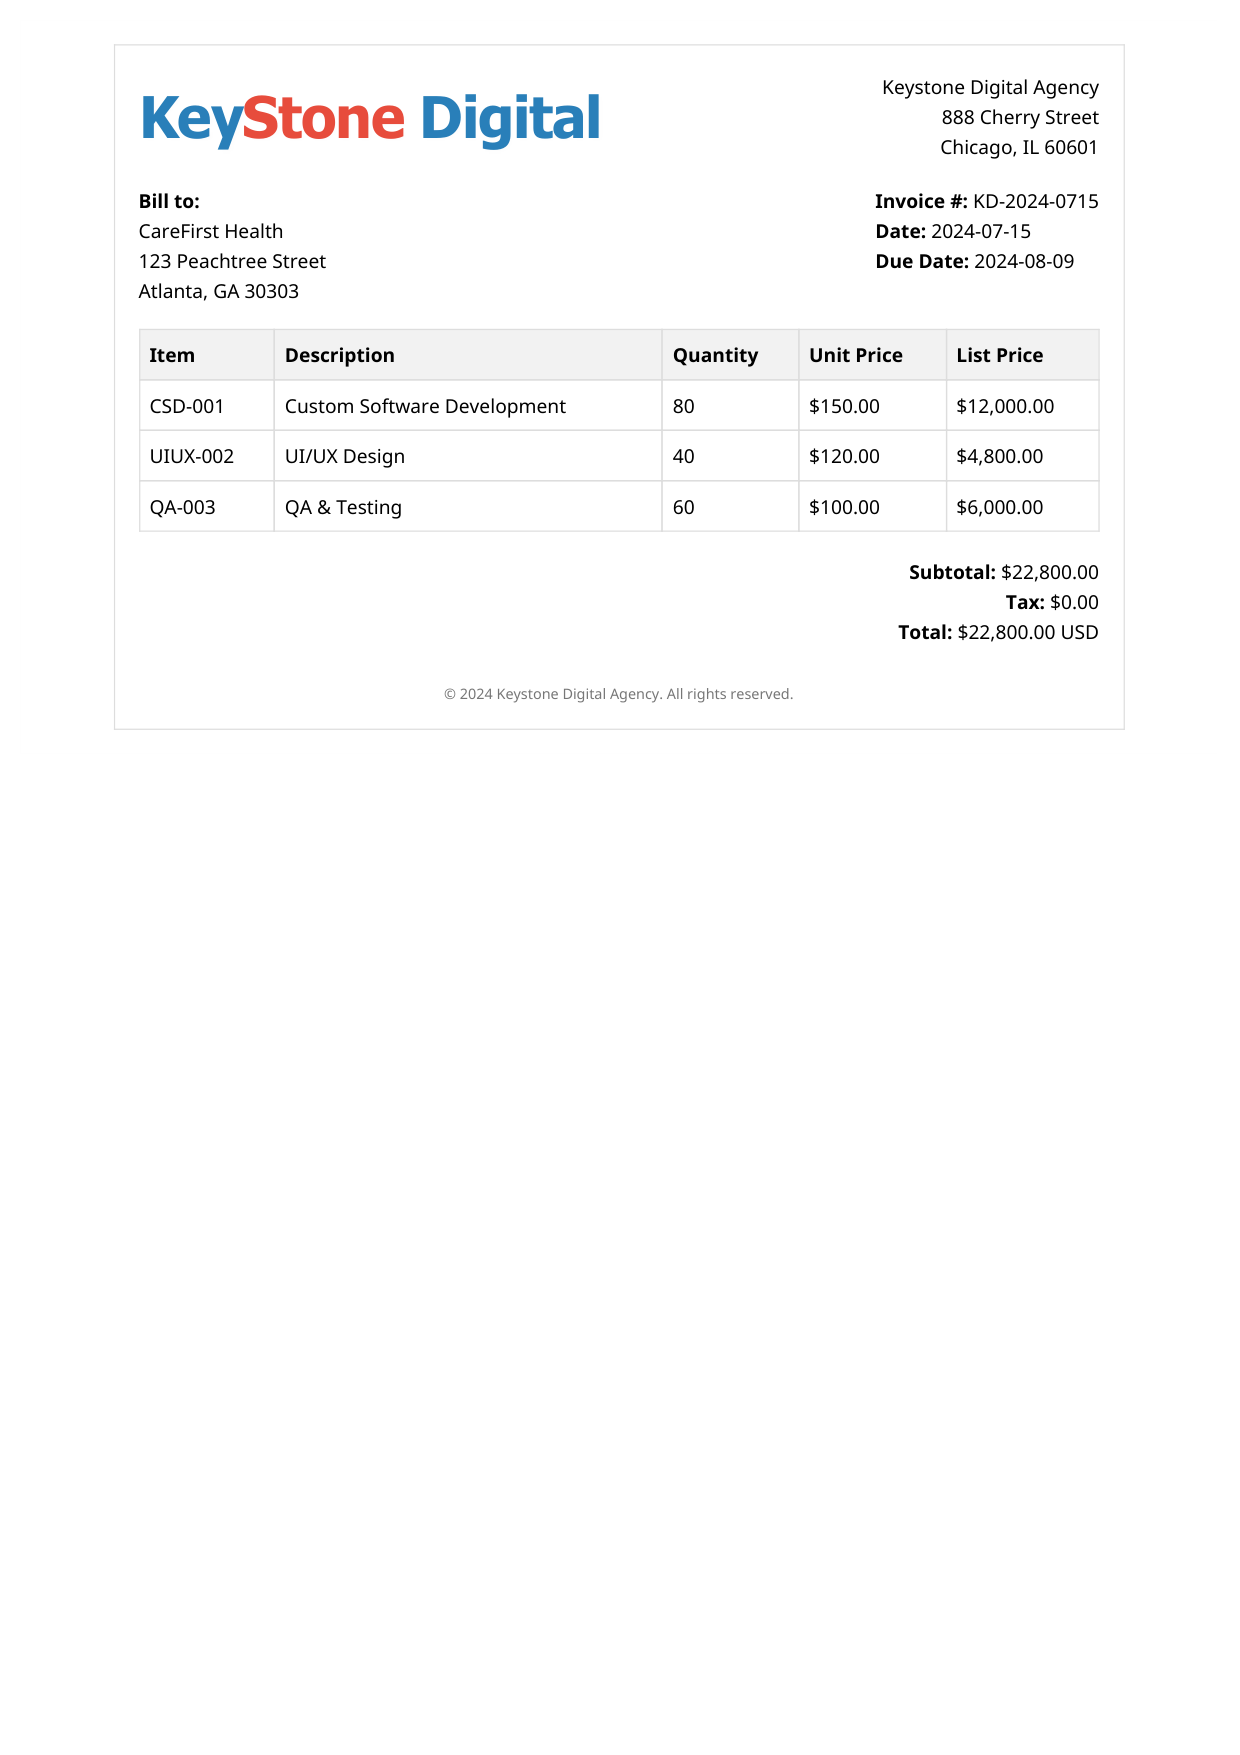 KeyStone Digital
Keystone Digital Agency
888 Cherry Street
Chicago, IL 60601
Bill to:
CareFirst Health
123 Peachtree Street
Atlanta, GA 30303
Invoice #: KD-2024-0715
Date: 2024-07-15
Due Date: 2024-08-09
Item Description Quantity Unit Price List Price
CSD-001 Custom Software Development 80 $150.00 $12,000.00
UIUX-002 UI/UX Design 40 $120.00 $4,800.00
QA-003 QA & Testing 60 $100.00 $6,000.00
Subtotal: $22,800.00
Tax: $0.00
Total: $22,800.00 USD
© 2024 Keystone Digital Agency. All rights reserved.